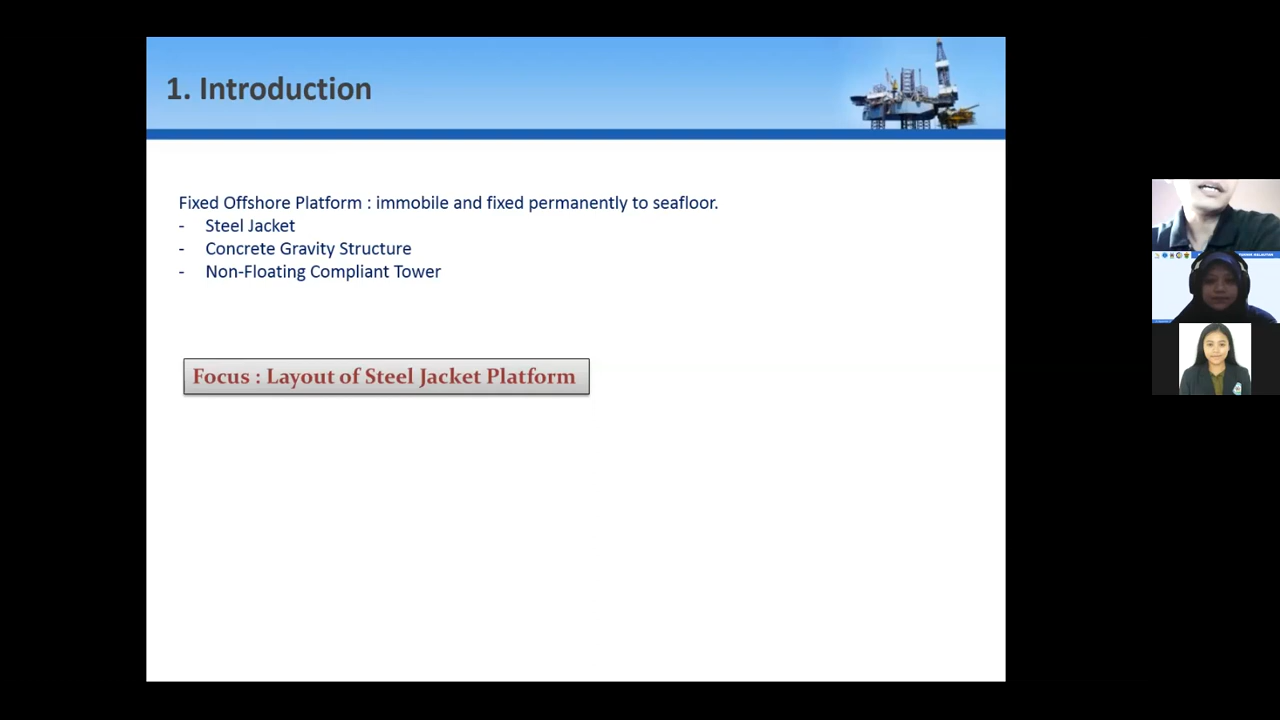 1. Introduction
Fixed Offshore Platform : immobile and fixed permanently to seafloor.
- Steel Jacket
- Concrete Gravity Structure
- Non-Floating Compliant Tower
Focus : Layout of Steel Jacket Platform